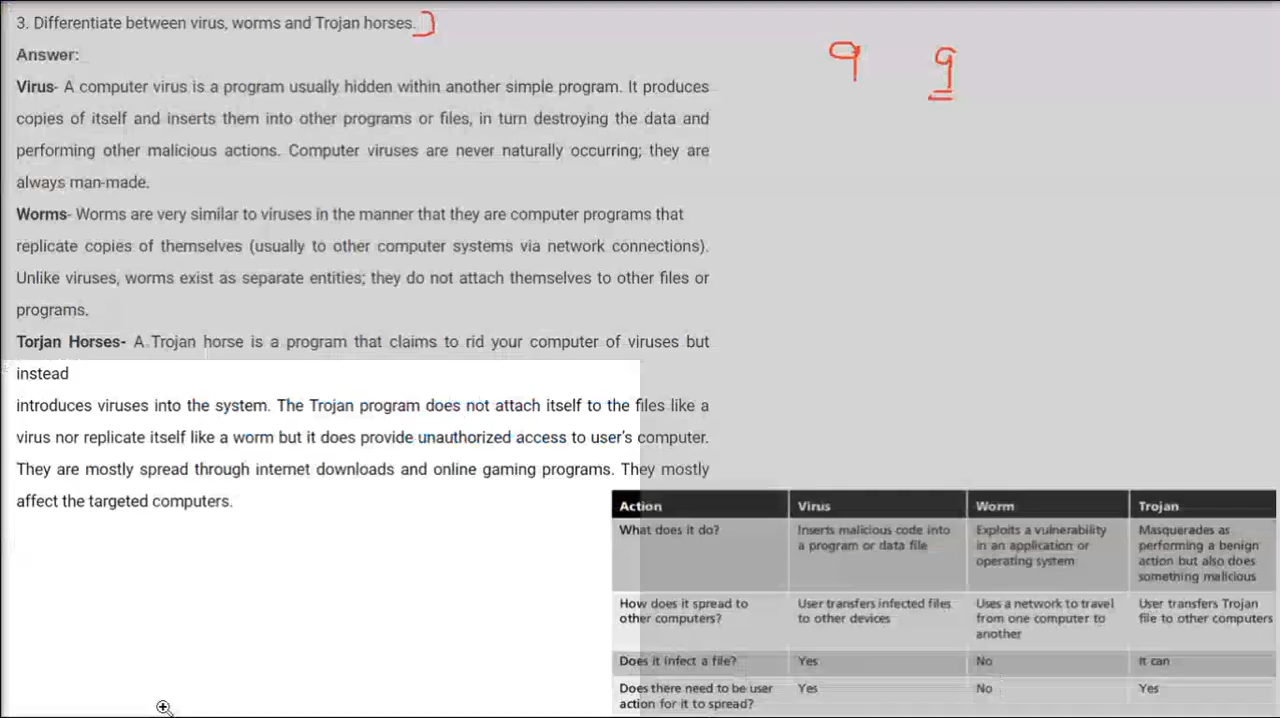 3. Differentiate between virus, worms and Trojan horses.
Answer:
Virus- A computer virus is a program usually hidden within another simple program. It produces
copies of itself and inserts them into other programs or files, in turn destroying the data and
performing other malicious actions. Computer viruses are never naturally occurring; they are
always man-made.
Worms- Worms are very similar to viruses in the manner that they are computer programs that
replicate copies of themselves (usually to other computer systems via network connections).
Unlike viruses, worms exist as separate entities; they do not attach themselves to other files or
programs.
Torjan Horses- A Trojan horse is a program that claims to rid your computer of viruses but
instead
introduces viruses into the system. The Trojan program does not attach itself to the files like a
virus nor replicate itself like a worm but it does provide unauthorized access to user's computer.
They are mostly spread through internet downloads and online gaming programs. They mostly
affect the targeted computers.
9 9
Action Virus Worm Trojan
What does it do? Inserts malicious code into Exploits a vulnerability Masquerades as
a program or data file in an application or performing a benign
operating system action but also does
something malicious
How does it spread to User transfers infected files Uses a network to travel User transfers Trojan
other computers? to other devices from one computer to file to other computers
another
Does it infect a file? Yes No It can
Does there need to be user Yes No Yes
action for it to spread?